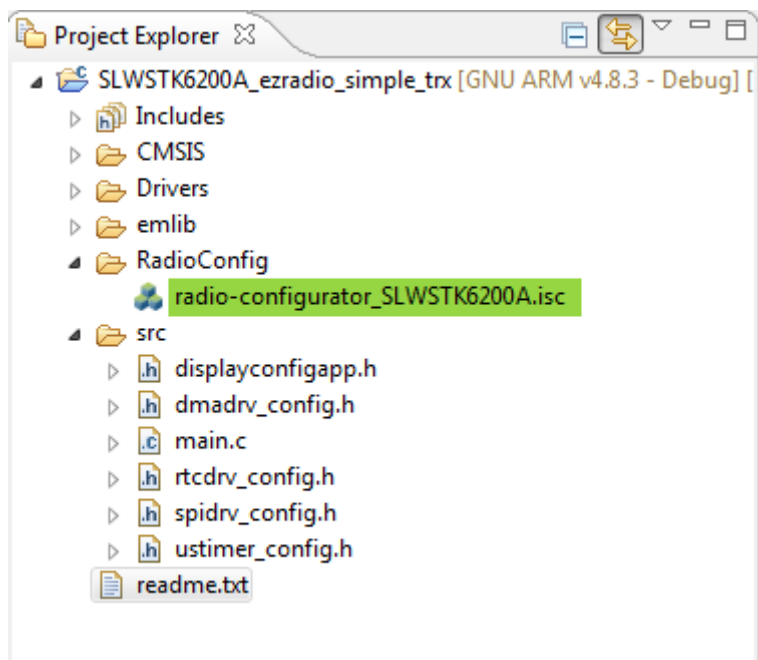 Project Explorer
SLWSTK6200A_ezradio_simple_trx [GNU ARM v4.8.3 - Debug] [
Includes
CMSIS
Drivers
emlib
RadioConfig
radio-configurator_SLWSTK6200A.isc
src
displayconfigapp.h
dmadrv_config.h
main.c
rtcdrv_config.h
spidrv_config.h
ustimer_config.h
readme.txt